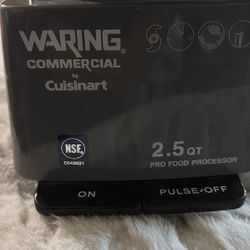 WARING®
COMMERCIAL
by
Cuisinart
NSF®
2.5 QT
PRO FOOD PROCESSOR
ON
PULSE•OFF